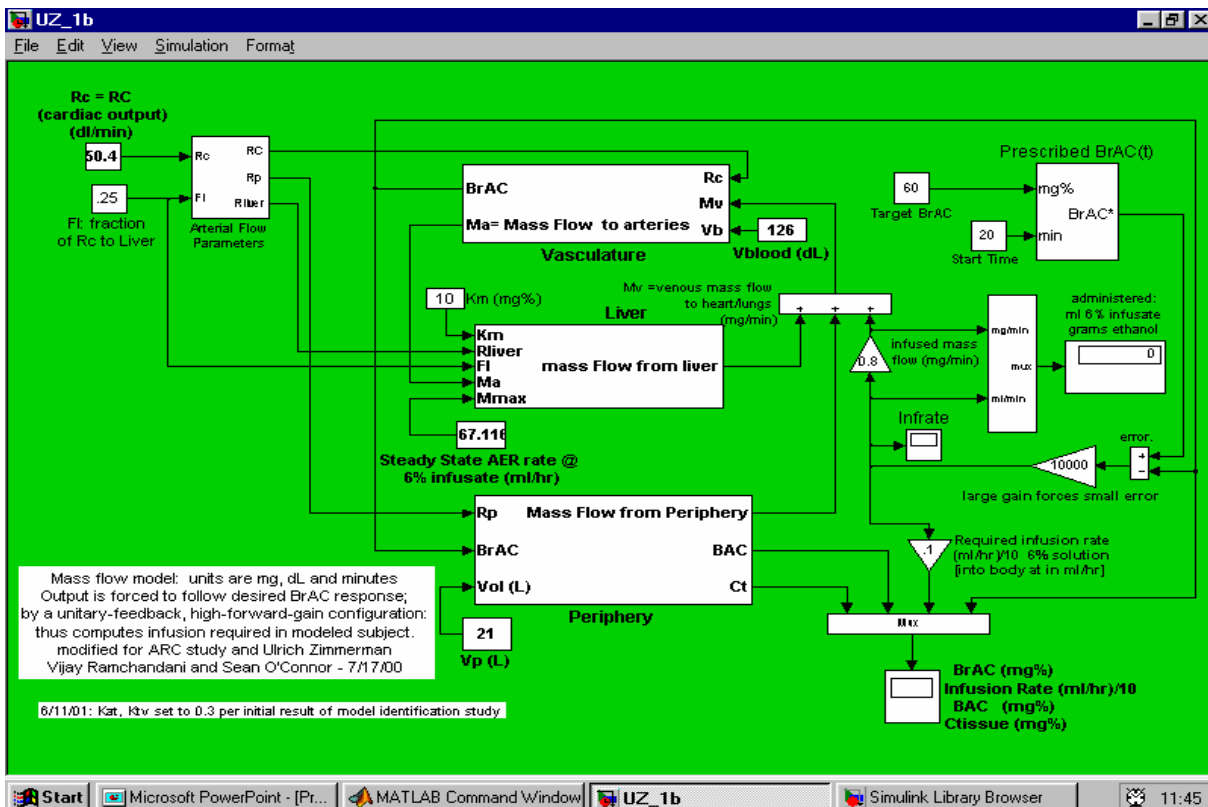 UZ_1b
File Edit View Simulation Format
Rc = RC
(cardiac output)
(dl/min)
50.4
.25
Fl: fraction
of Rc to Liver
Rc
Fl
RC
Rp
Rliver
Arterial Flow
Parameters
BrAC
Ma= Mass Flow to arteries
Rc
Mv
Vb
Vasculature
126
Vblood (dL)
Prescribed BrAC(t)
60
Target BrAC
20
Start Time
mg%
min
BrAC*
10
Km (mg%)
Mv =venous mass flow
to heart/lungs
(mg/min)
+ + +
Liver
Km
Rliver
Fl
Ma
Mmax
mass Flow from liver
67.116
Steady State AER rate @
6% infusate (ml/hr)
0.8
infused mass
flow (mg/min)
mg/min
ml/min
mux
administered:
ml 6% infusate
grams ethanol
0
Infrate
error.
+
−
10000
large gain forces small error
Rp
BrAC
Vol (L)
Mass Flow from Periphery
BAC
Ct
Periphery
21
Vp (L)
.1
Required infusion rate
(ml/hr)/10 6% solution
[into body at in ml/hr]
Mux
BrAC (mg%)
Infusion Rate (ml/hr)/10
BAC (mg%)
Ctissue (mg%)
Mass flow model: units are mg, dL and minutes
Output is forced to follow desired BrAC response;
by a unitary-feedback, high-forward-gain configuration:
thus computes infusion required in modeled subject.
modified for ARC study and Ulrich Zimmerman
Vijay Ramchandani and Sean O'Connor - 7/17/00
6/11/01: Kat, Ktv set to 0.3 per initial result of model identification study
Start
Microsoft PowerPoint - [Pr...
MATLAB Command Window
UZ_1b
Simulink Library Browser
11:45